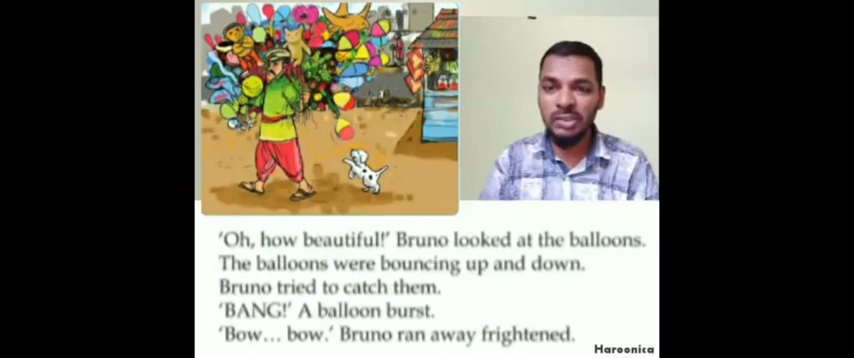 ‘Oh, how beautiful!’ Bruno looked at the balloons.
The balloons were bouncing up and down.
Bruno tried to catch them.
‘BANG!’ A balloon burst.
‘Bow... bow.’ Bruno ran away frightened.
Haroonica